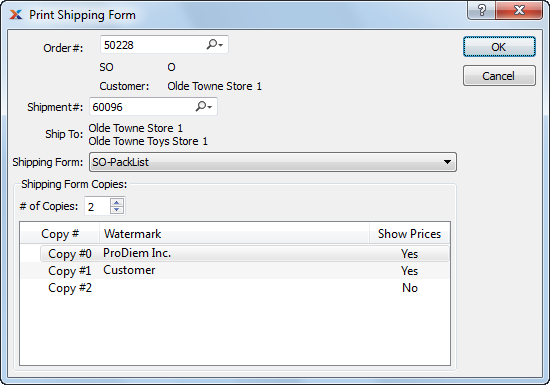 Print Shipping Form
Order #: 50228
SO O
Customer: Olde Towne Store 1
Shipment#: 60096
Ship To: Olde Towne Store 1
Olde Towne Toys Store 1
Shipping Form: SO-PackList
Shipping Form Copies:
# of Copies: 2
Copy # Watermark Show Prices
Copy #0 ProDiem Inc. Yes
Copy #1 Customer Yes
Copy #2 No
OK
Cancel